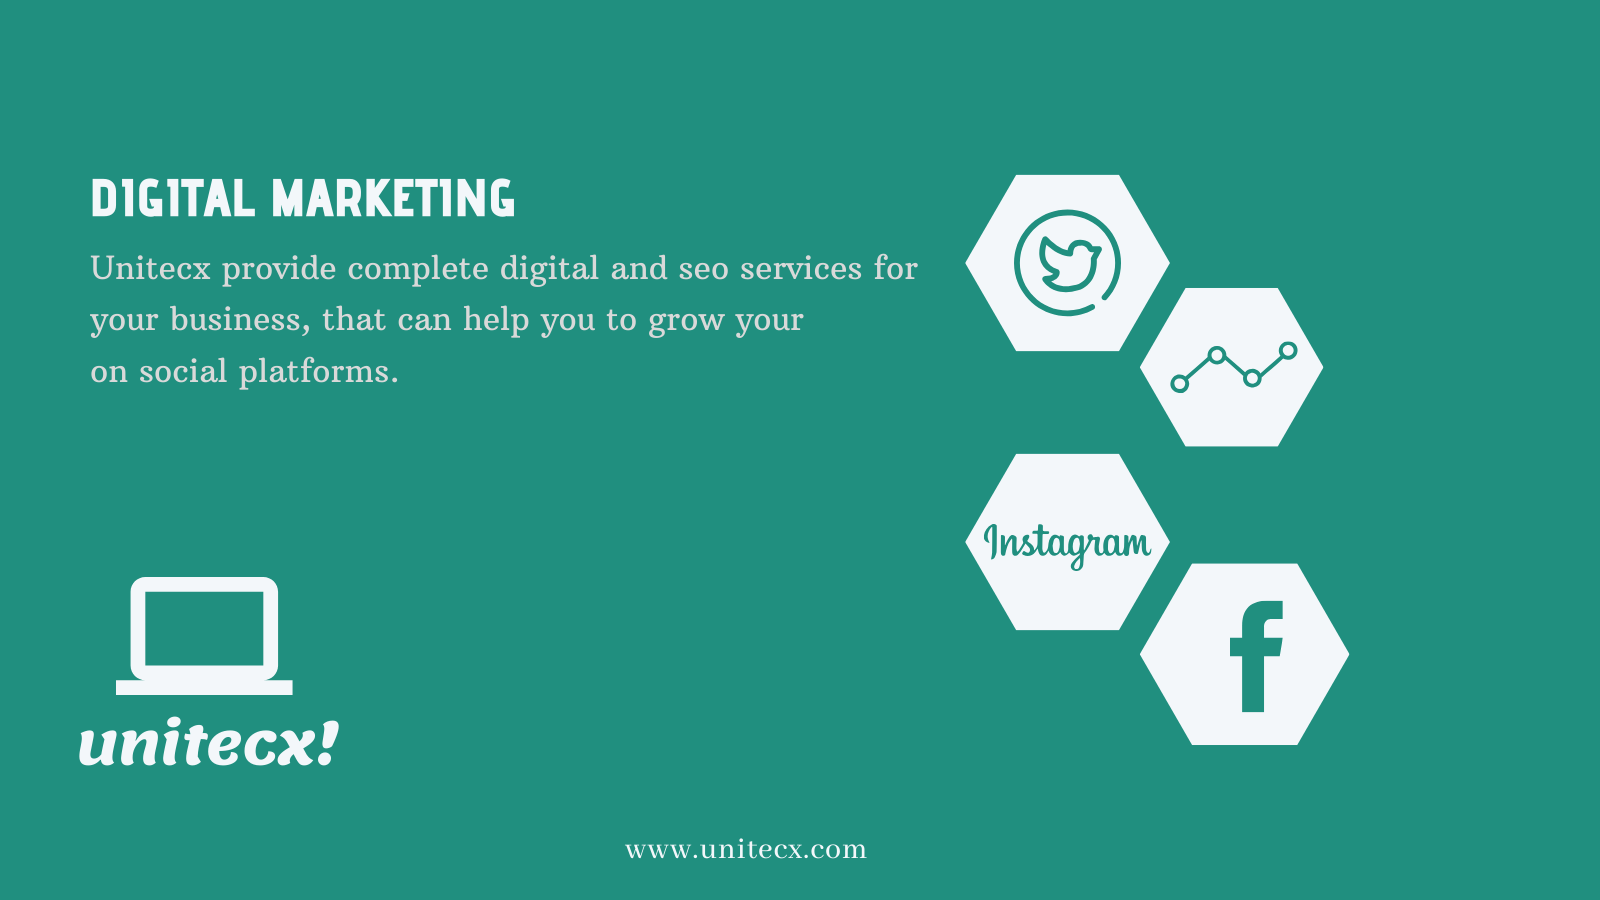 DIGITAL MARKETING
Unitecx provide complete digital and seo services for
your business, that can help you to grow your
on social platforms.
Instagram
f
unitecx!
www.unitecx.com